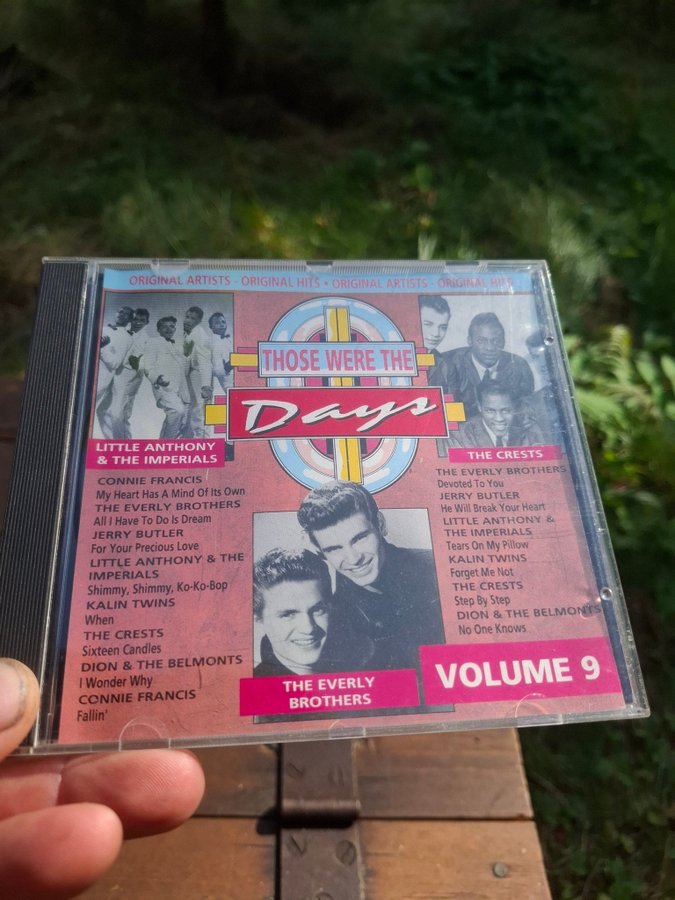 ORIGINAL ARTISTS - ORIGINAL HITS • ORIGINAL ARTISTS - ORIGINAL HITS
THOSE WERE THE
Days
LITTLE ANTHONY
& THE IMPERIALS
CONNIE FRANCIS
My Heart Has A Mind Of Its Own
THE EVERLY BROTHERS
All I Have To Do Is Dream
JERRY BUTLER
For Your Precious Love
LITTLE ANTHONY & THE
IMPERIALS
Shimmy, Shimmy, Ko-Ko-Bop
KALIN TWINS
When
THE CRESTS
Sixteen Candles
DION & THE BELMONTS
I Wonder Why
CONNIE FRANCIS
Fallin'
THE CRESTS
THE EVERLY BROTHERS
Devoted To You
JERRY BUTLER
He Will Break Your Heart
LITTLE ANTHONY &
THE IMPERIALS
Tears On My Pillow
KALIN TWINS
Forget Me Not
THE CRESTS
Step By Step
DION & THE BELMONTS
No One Knows
THE EVERLY
BROTHERS
VOLUME 9